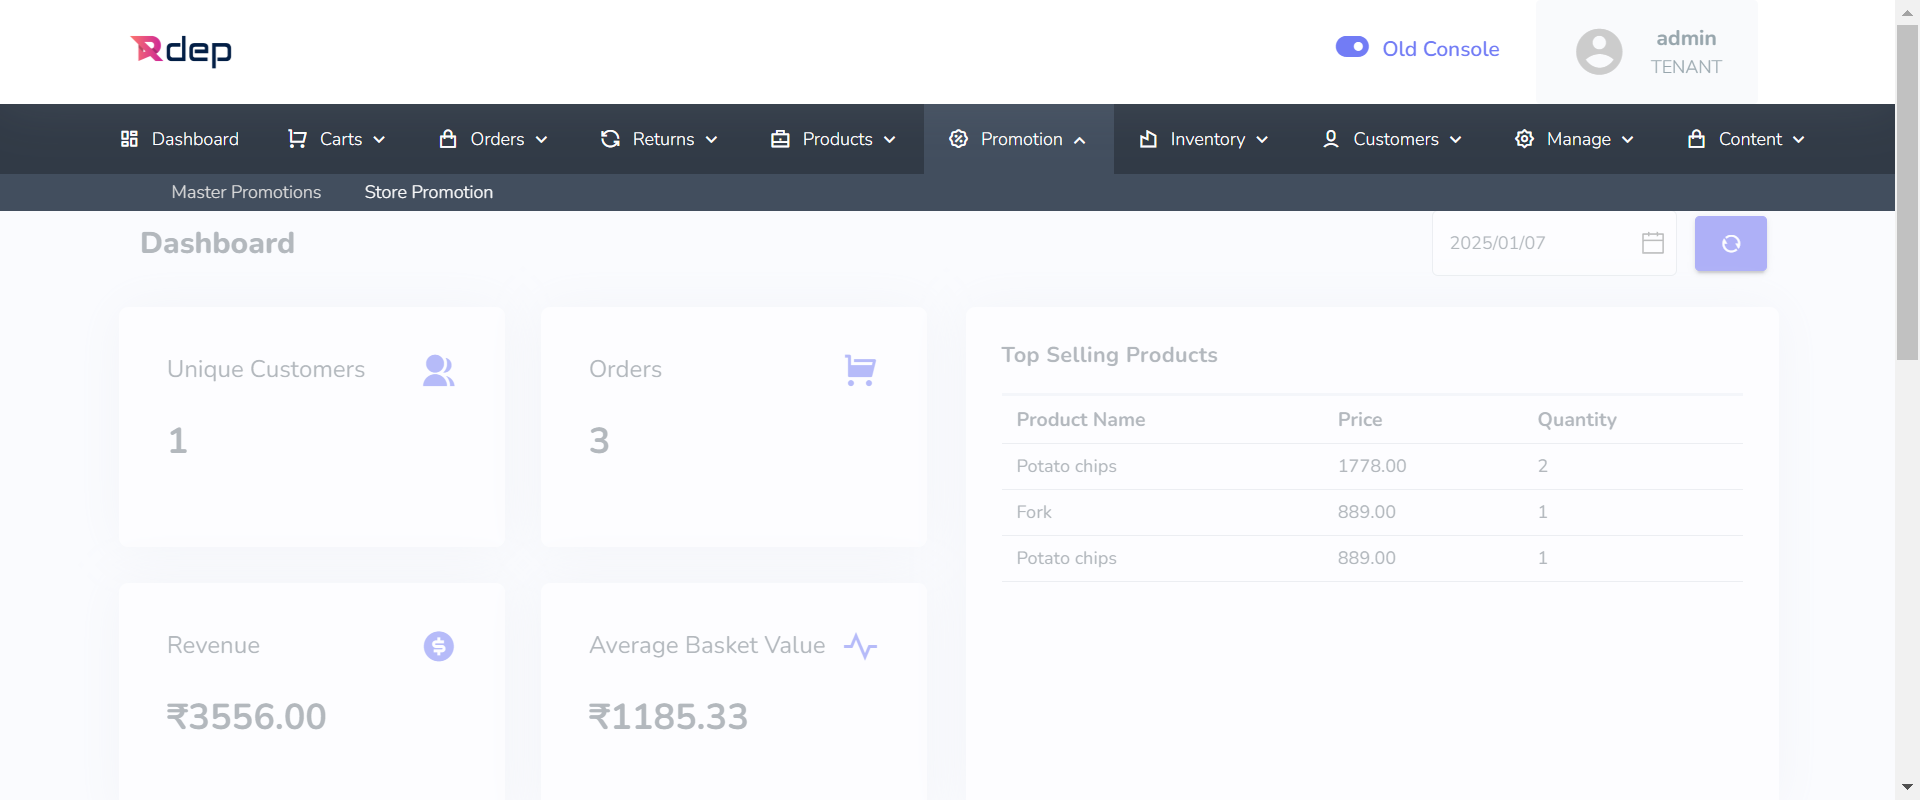 Rdep
Old Console
admin
TENANT
Dashboard Carts Orders Returns Products Promotion Inventory Customers Manage Content
Master Promotions Store Promotion
Dashboard
2025/01/07
Unique Customers
1
Orders
3
Revenue
₹3556.00
Average Basket Value
₹1185.33
Top Selling Products
Product Name Price Quantity
Potato chips 1778.00 2
Fork 889.00 1
Potato chips 889.00 1